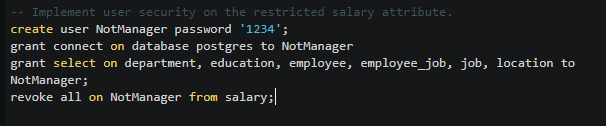 -- Implement user security on the restricted salary attribute.
create user NotManager password '1234';
grant connect on database postgres to NotManager
grant select on department, education, employee, employee_job, job, location to
NotManager;
revoke all on NotManager from salary;